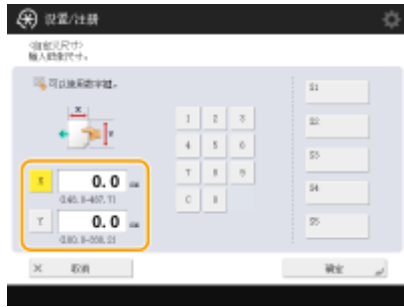 设置/注册
<自定义尺寸>
输入纸张尺寸。
可以使用数字键。
X
Y
1 2 3
4 5 6
7 8 9
C 0
X 0.0 mm
Y 0.0 mm
S1
S2
S3
S4
S5
× 取消
确定